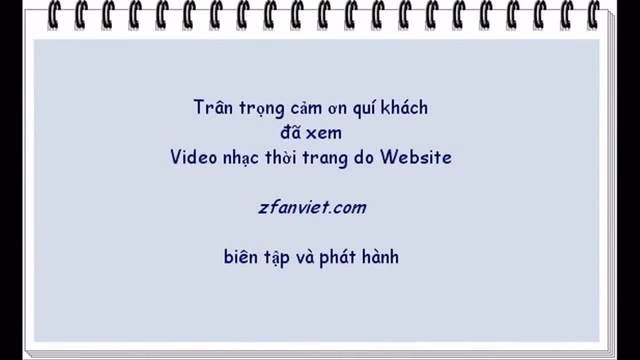 Trân trọng cảm ơn quí khách
đã xem
Video nhạc thời trang do Website
zfanviet.com
biên tập và phát hành